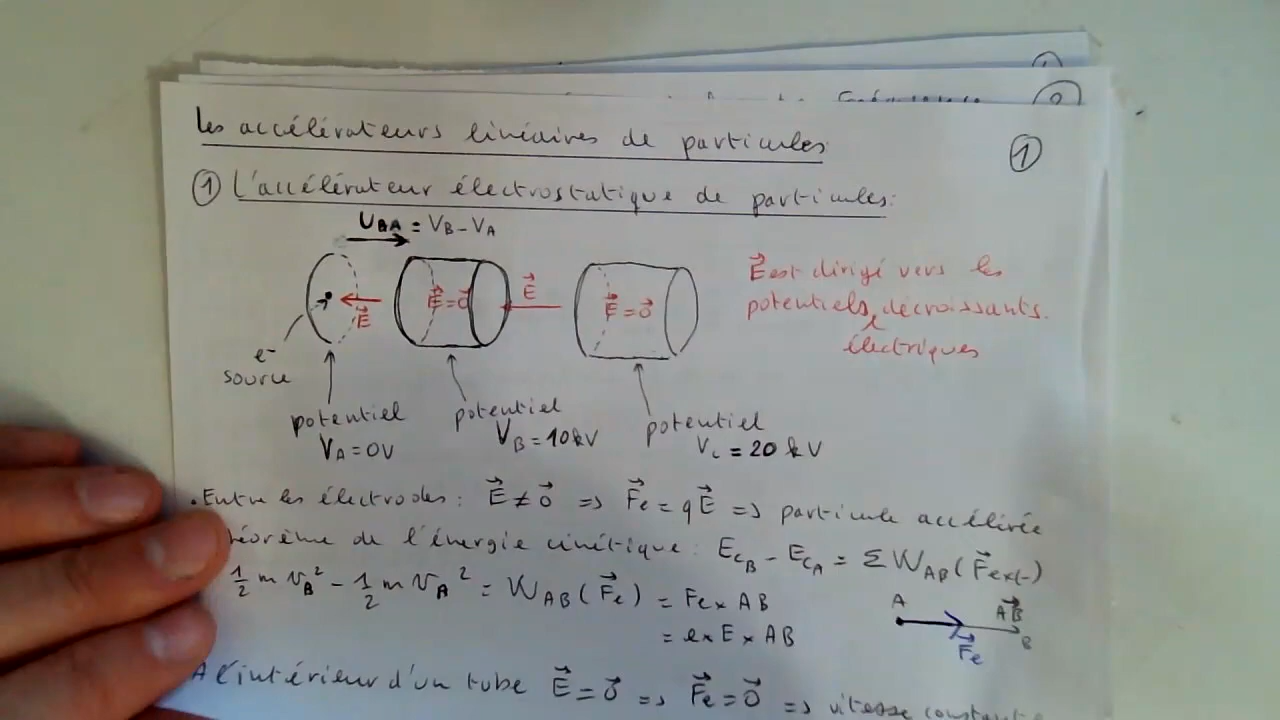 Les accélérateurs linéaires de particules
①
① L'accélérateur électrostatique de particules:
U_BA = V_B - V_A
E⃗
E⃗ = 0⃗
E⃗
E⃗ = 0⃗
E⃗ est dirigé vers les
potentiels décroissants.
électriques
e⁻
source
potentiel
V_A = 0V
potentiel
V_B = 10kV
potentiel
V_C = 20 kV
. Entre les électrodes: E⃗ ≠ 0⃗ => F⃗e = qE⃗ => particule accélérée
héorème de l'énergie cinétique: E_CB - E_CA = Σ W_AB(F⃗ext)
1/2 m v_B² - 1/2 m v_A² = W_AB(F⃗e) = Fe × AB
= e × E × AB
A
AB⃗
B
F⃗e
A l'intérieur d'un tube E⃗ = 0⃗ => F⃗e = 0⃗ => vitesse constante